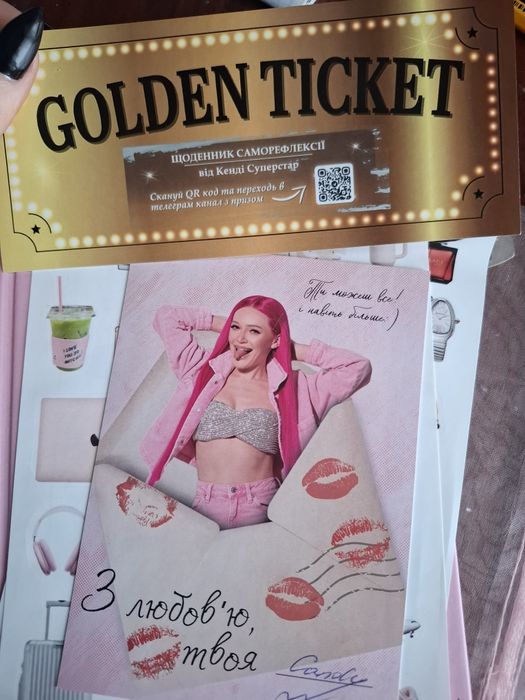 GOLDEN TICKET
ЩОДЕННИК САМОРЕФЛЕКСІЇ
від Кенді Суперстар
Скануй QR код та переходь в
телеграм канал з призом
Ти можеш все!
і навіть більше:)
З любов'ю,
твоя
Candy